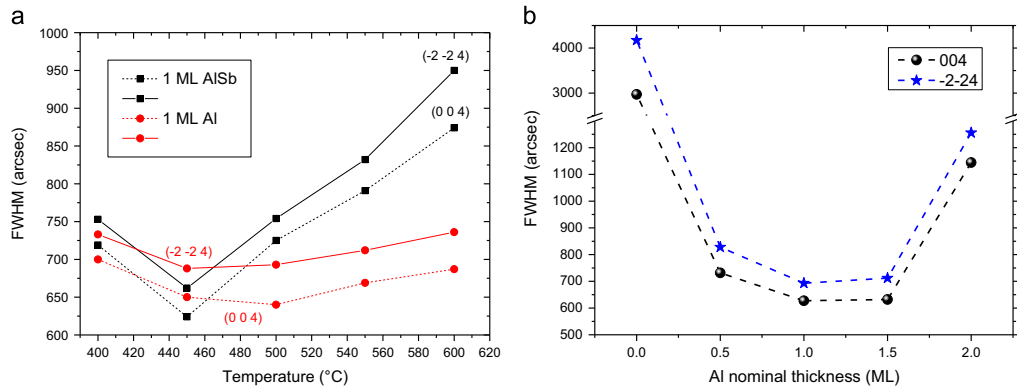 a
1000
950
900
850
800
750
700
650
600
FWHM (arcsec)
1 ML AlSb
1 ML Al
(-2 -2 4)
(0 0 4)
(-2 -2 4)
(0 0 4)
400 420 440 460 480 500 520 540 560 580 600 620
Temperature (°C)
b
4000
3000
1200
1100
1000
900
800
700
600
500
FWHM (arcsec)
004
-2-24
0.0 0.5 1.0 1.5 2.0
Al nominal thickness (ML)